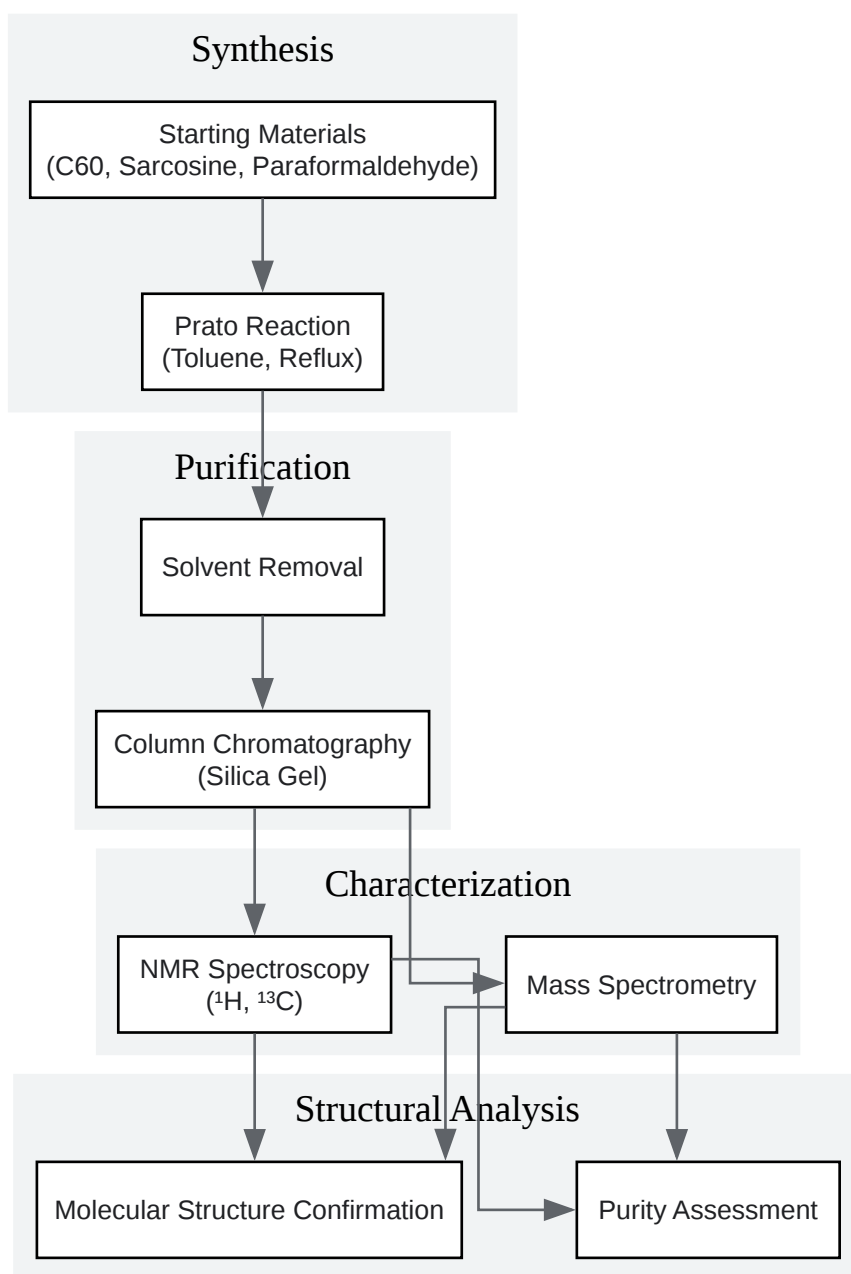 Synthesis
Starting Materials
(C60, Sarcosine, Paraformaldehyde)
Prato Reaction
(Toluene, Reflux)
Purification
Solvent Removal
Column Chromatography
(Silica Gel)
Characterization
NMR Spectroscopy
(¹H, ¹³C)
Mass Spectrometry
Structural Analysis
Molecular Structure Confirmation
Purity Assessment